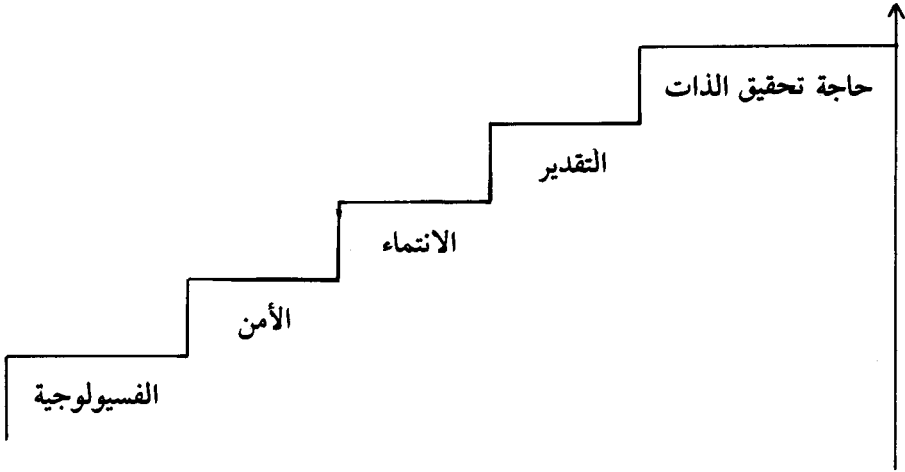 حاجة تحقيق الذات
التقدير
الانتماء
الأمن
الفسيولوجية